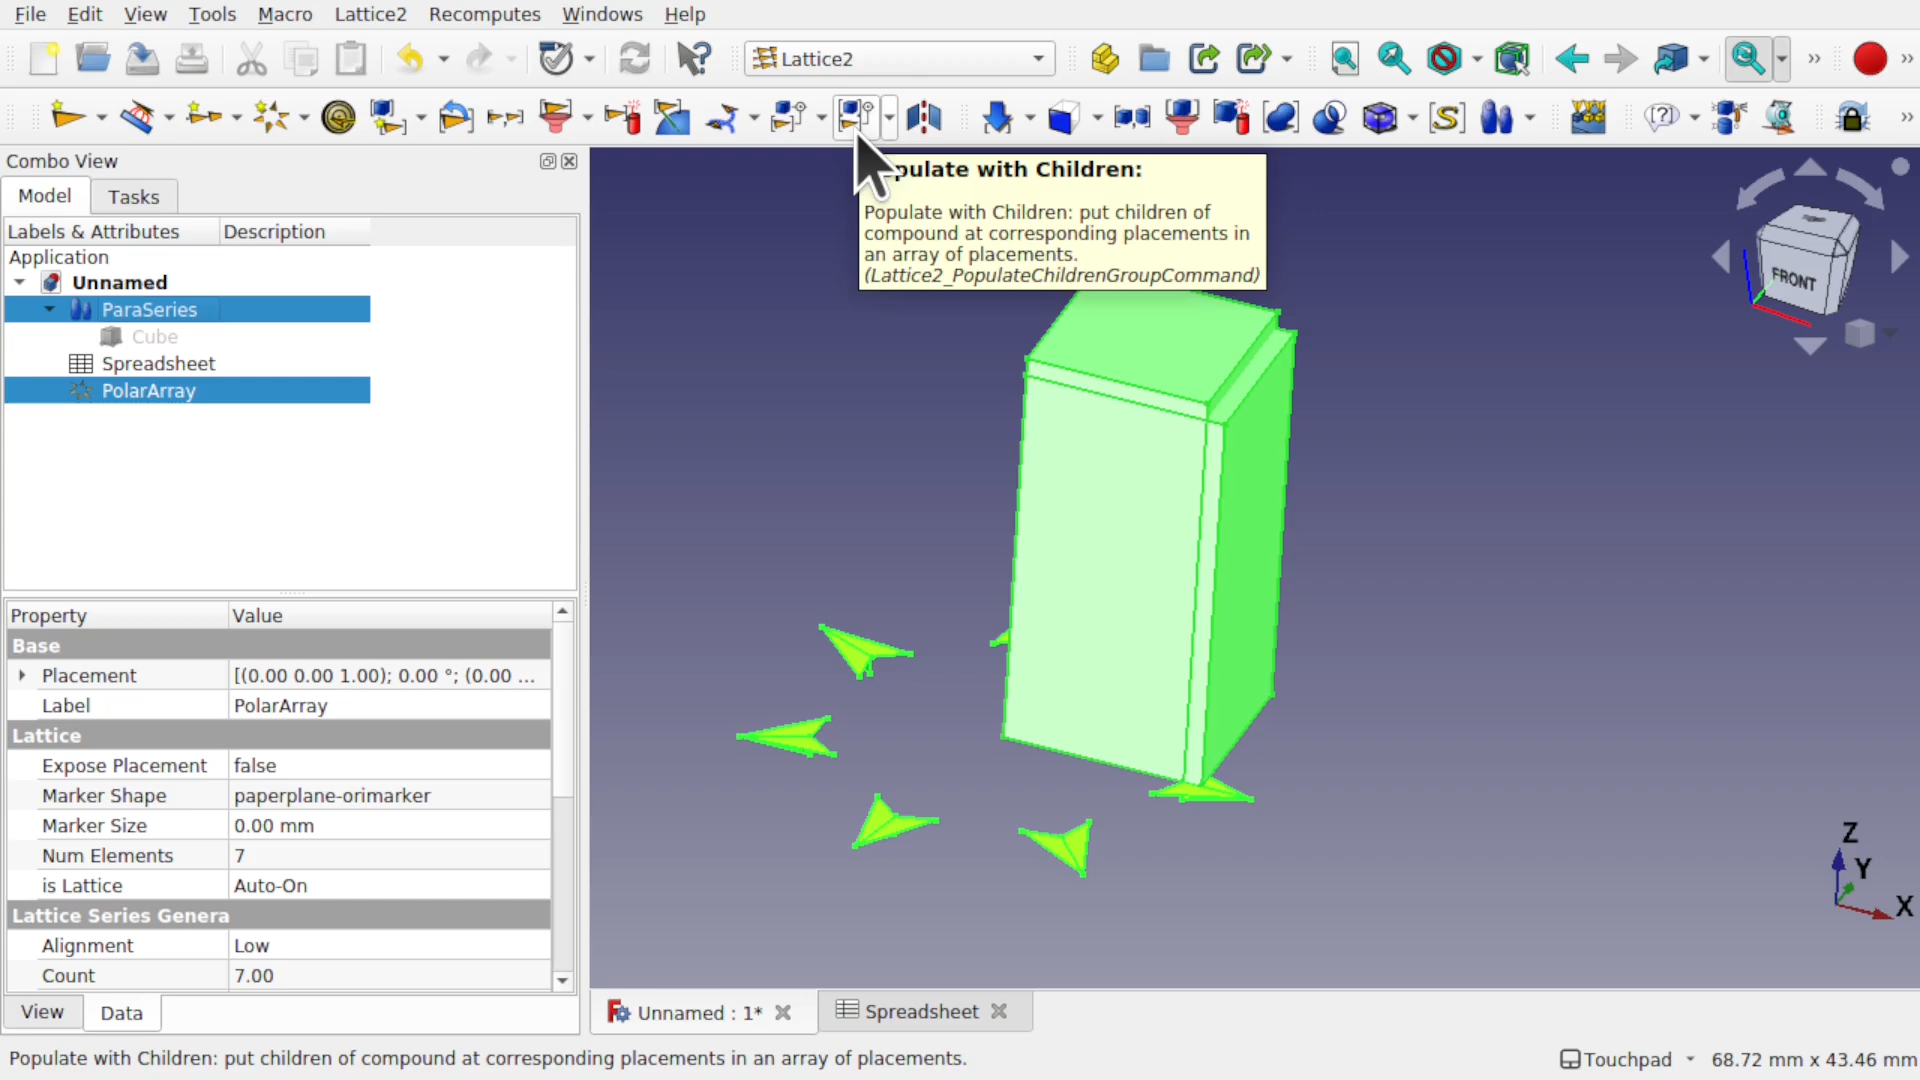 File Edit View Tools Macro Lattice2 Recomputes Windows Help
Lattice2
Combo View
Model Tasks
Labels & Attributes Description
Application
Unnamed
ParaSeries
Cube
Spreadsheet
PolarArray
Property Value
Base
Placement [(0.00 0.00 1.00); 0.00 °; (0.00 ...
Label PolarArray
Lattice
Expose Placement false
Marker Shape paperplane-orimarker
Marker Size 0.00 mm
Num Elements 7
is Lattice Auto-On
Lattice Series Genera
Alignment Low
Count 7.00
View Data
pulate with Children:
Populate with Children: put children of
compound at corresponding placements in
an array of placements.
(Lattice2_PopulateChildrenGroupCommand)
FRONT
Z
Y
X
Unnamed : 1* Spreadsheet
Populate with Children: put children of compound at corresponding placements in an array of placements.
Touchpad 68.72 mm x 43.46 mm